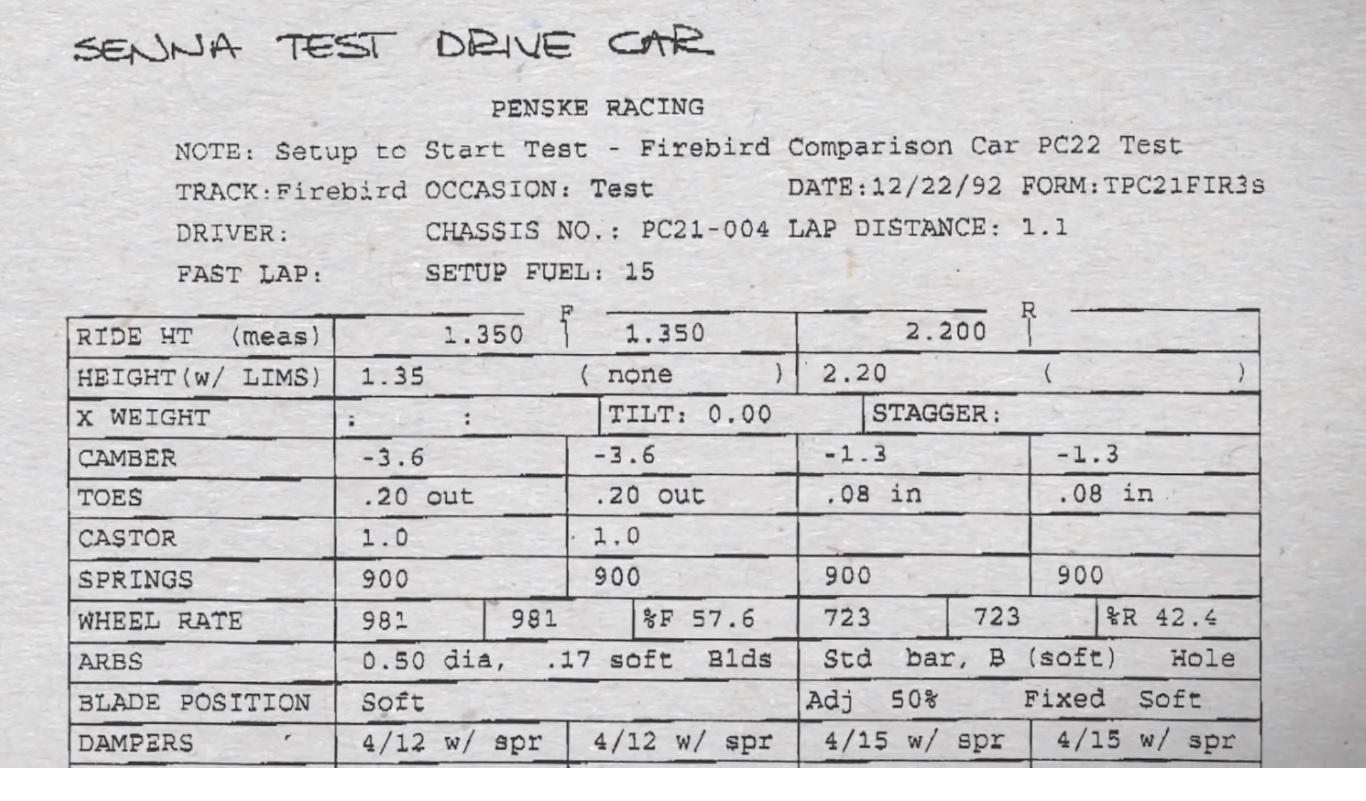 SENNA TEST DRIVE CAR
PENSKE RACING
NOTE: Setup to Start Test - Firebird Comparison Car PC22 Test
TRACK:Firebird OCCASION: Test DATE:12/22/92 FORM:TPC21FIR3s
DRIVER: CHASSIS NO.: PC21-004 LAP DISTANCE: 1.1
FAST LAP: SETUP FUEL: 15
F R
RIDE HT (meas) 1.350 1.350 2.200
HEIGHT(w/ LIMS) 1.35 ( none ) 2.20 ( )
X WEIGHT : : TILT: 0.00 STAGGER:
CAMBER -3.6 -3.6 -1.3 -1.3
TOES .20 out .20 out .08 in .08 in
CASTOR 1.0 1.0
SPRINGS 900 900 900 900
WHEEL RATE 981 981 %F 57.6 723 723 %R 42.4
ARBS 0.50 dia, .17 soft Blds Std bar, B (soft) Hole
BLADE POSITION Soft Adj 50% Fixed Soft
DAMPERS 4/12 w/ spr 4/12 w/ spr 4/15 w/ spr 4/15 w/ spr